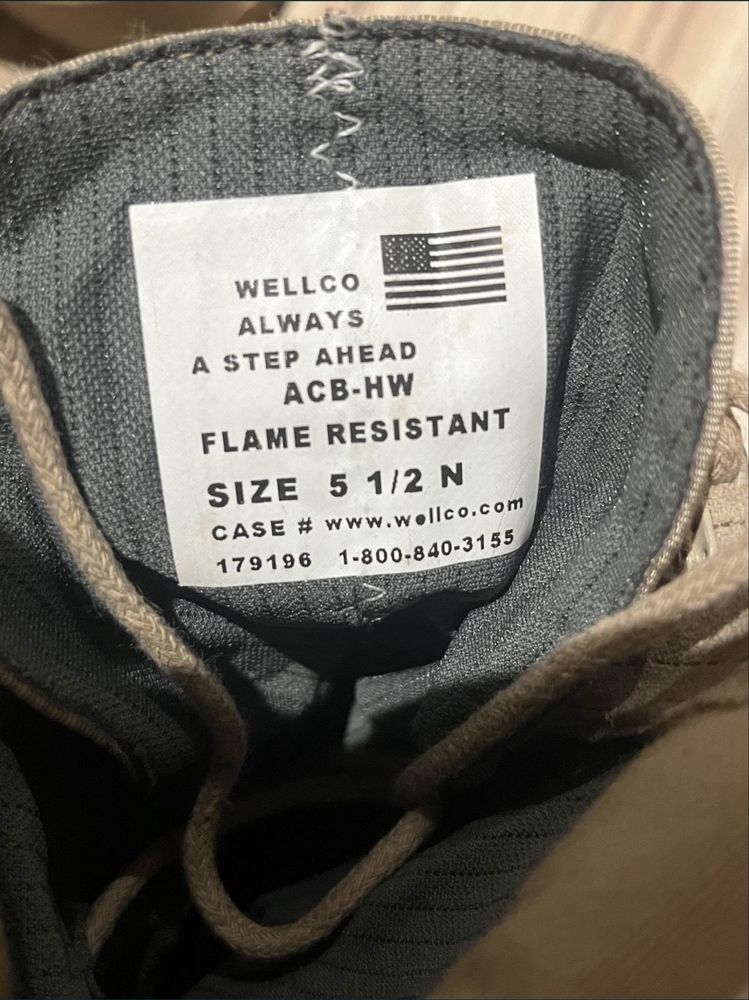 WELLCO
ALWAYS
A STEP AHEAD
ACB-HW
FLAME RESISTANT
SIZE 5 1/2 N
CASE # www.wellco.com
179196 1-800-840-3155